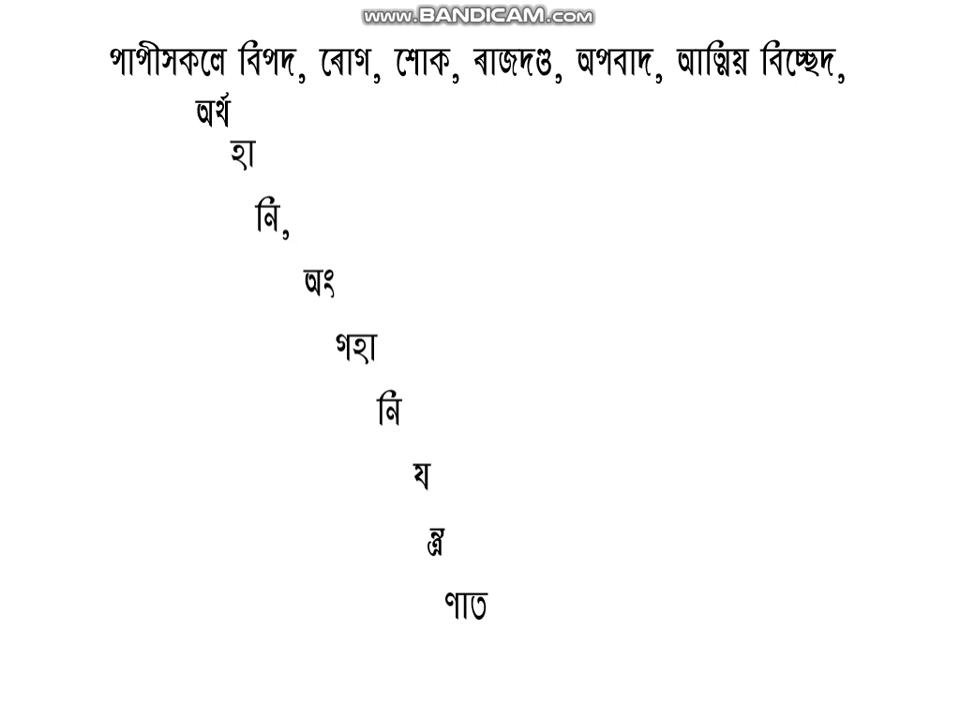 www.BANDICAM.com
পাপীসকলে বিপদ, ৰোগ, শোক, ৰাজদণ্ড, অপবাদ, আত্মিয় বিচ্ছেদ,
অৰ্থ
হা
নি,
অং
গহা
নি
য
ন্ত্ৰ
ণাত